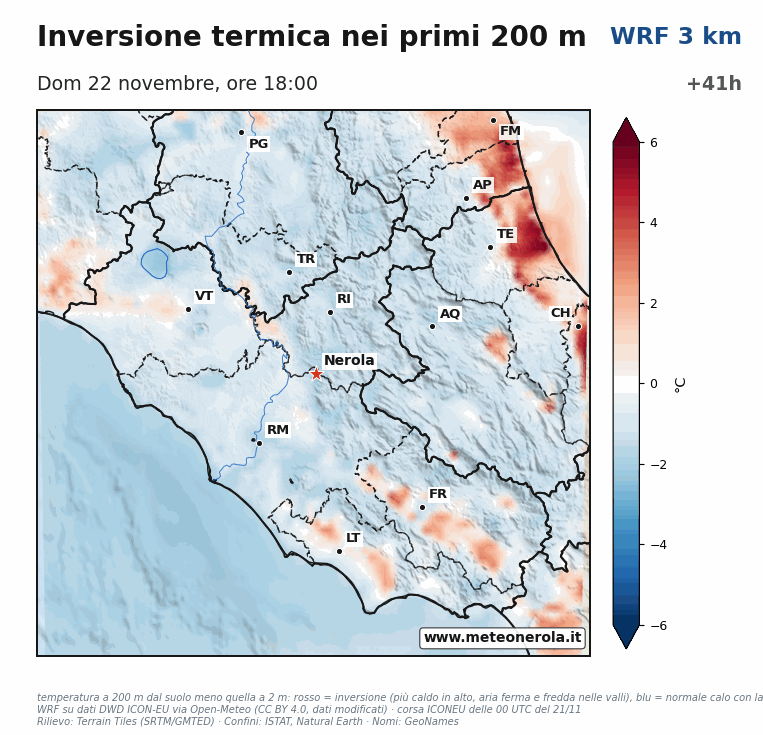 Inversione termica nei primi 200 m WRF 3 km
Dom 22 novembre, ore 18:00 +41h
FM
PG
AP
TE
TR
VT
RI
AQ
CH
Nerola
RM
FR
LT
6
4
2
0
−2
−4
−6
°C
www.meteonerola.it
temperatura a 200 m dal suolo meno quella a 2 m: rosso = inversione (più caldo in alto, aria ferma e fredda nelle valli), blu = normale calo con la
WRF su dati DWD ICON-EU via Open-Meteo (CC BY 4.0, dati modificati) · corsa ICONEU delle 00 UTC del 21/11
Rilievo: Terrain Tiles (SRTM/GMTED) · Confini: ISTAT, Natural Earth · Nomi: GeoNames